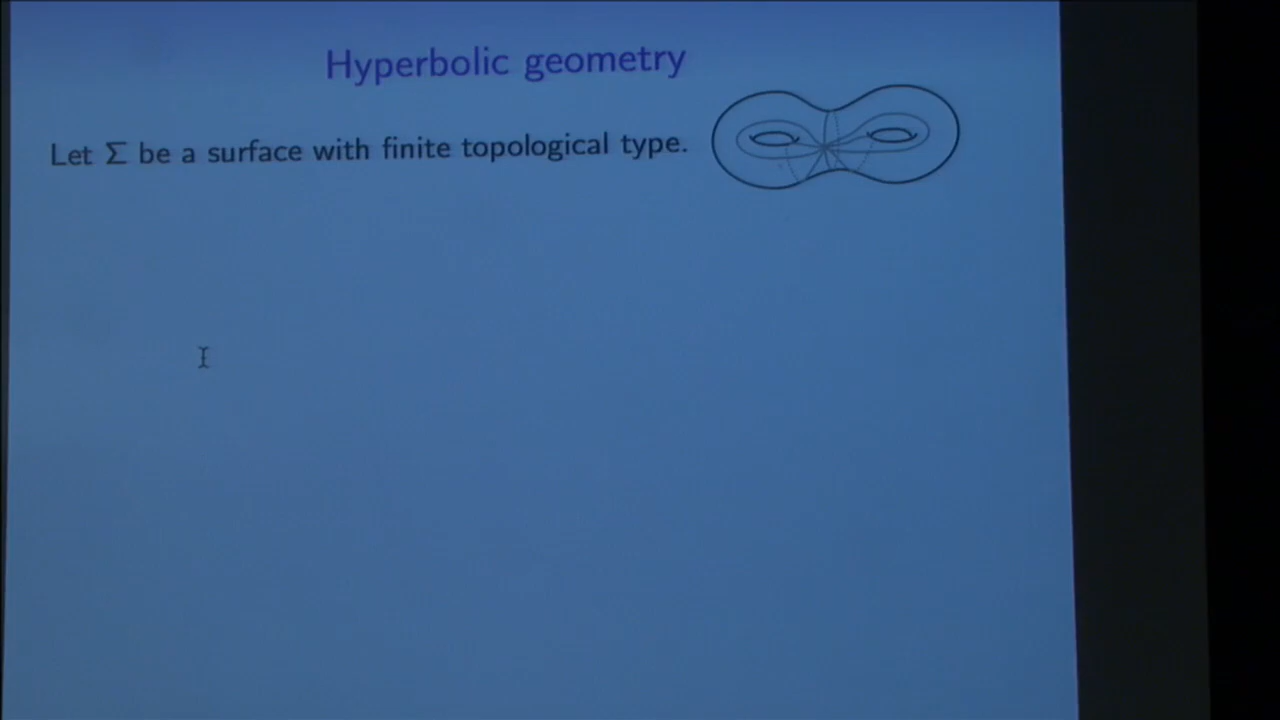 Hyperbolic geometry
Let Σ be a surface with finite topological type.